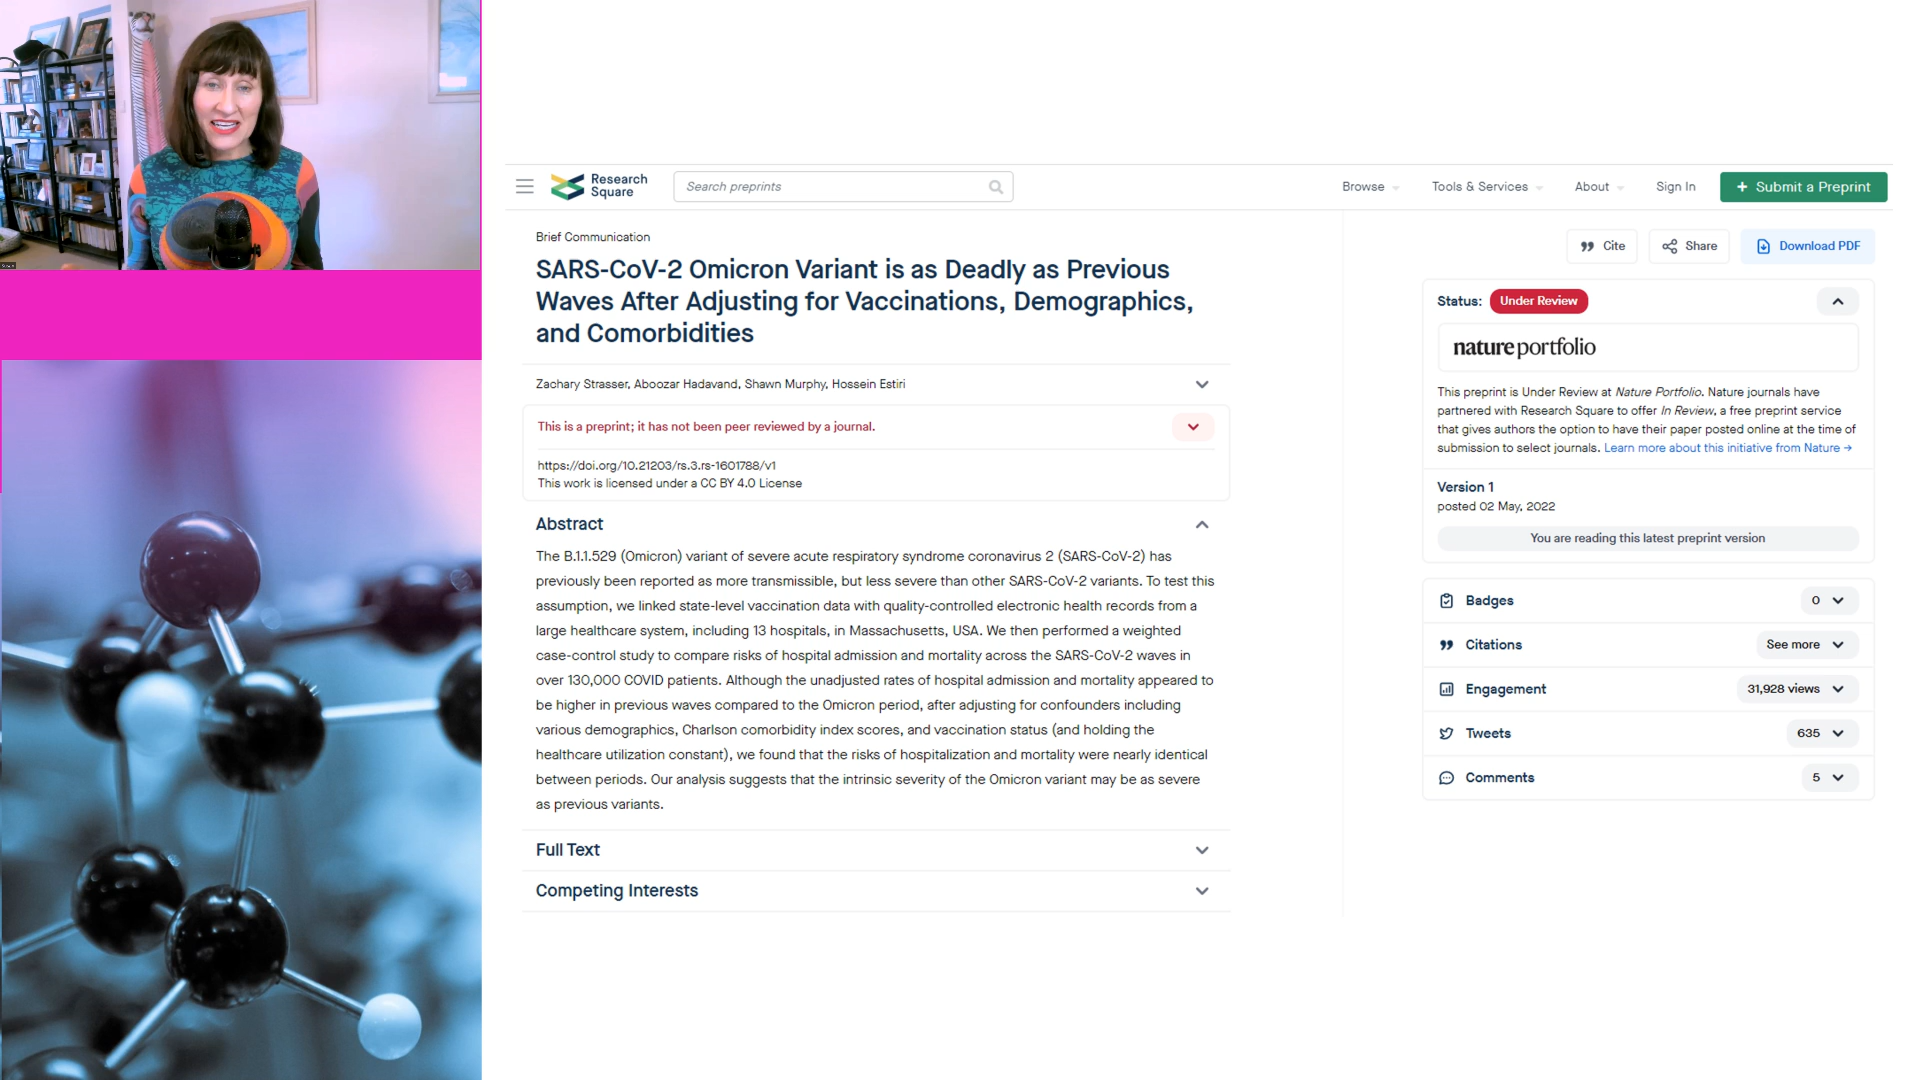 Research
Square
Search preprints
Browse
Tools & Services
About
Sign In
+ Submit a Preprint
Brief Communication
SARS-CoV-2 Omicron Variant is as Deadly as Previous
Waves After Adjusting for Vaccinations, Demographics,
and Comorbidities
Zachary Strasser, Aboozar Hadavand, Shawn Murphy, Hossein Estiri
This is a preprint; it has not been peer reviewed by a journal.
https://doi.org/10.21203/rs.3.rs-1601788/v1
This work is licensed under a CC BY 4.0 License
Abstract
The B.1.1.529 (Omicron) variant of severe acute respiratory syndrome coronavirus 2 (SARS-CoV-2) has
previously been reported as more transmissible, but less severe than other SARS-CoV-2 variants. To test this
assumption, we linked state-level vaccination data with quality-controlled electronic health records from a
large healthcare system, including 13 hospitals, in Massachusetts, USA. We then performed a weighted
case-control study to compare risks of hospital admission and mortality across the SARS-CoV-2 waves in
over 130,000 COVID patients. Although the unadjusted rates of hospital admission and mortality appeared to
be higher in previous waves compared to the Omicron period, after adjusting for confounders including
various demographics, Charlson comorbidity index scores, and vaccination status (and holding the
healthcare utilization constant), we found that the risks of hospitalization and mortality were nearly identical
between periods. Our analysis suggests that the intrinsic severity of the Omicron variant may be as severe
as previous variants.
Full Text
Competing Interests
Cite
Share
Download PDF
Status: Under Review
nature portfolio
This preprint is Under Review at Nature Portfolio. Nature journals have
partnered with Research Square to offer In Review, a free preprint service
that gives authors the option to have their paper posted online at the time of
submission to select journals. Learn more about this initiative from Nature →
Version 1
posted 02 May, 2022
You are reading this latest preprint version
Badges 0
Citations See more
Engagement 31,928 views
Tweets 635
Comments 5